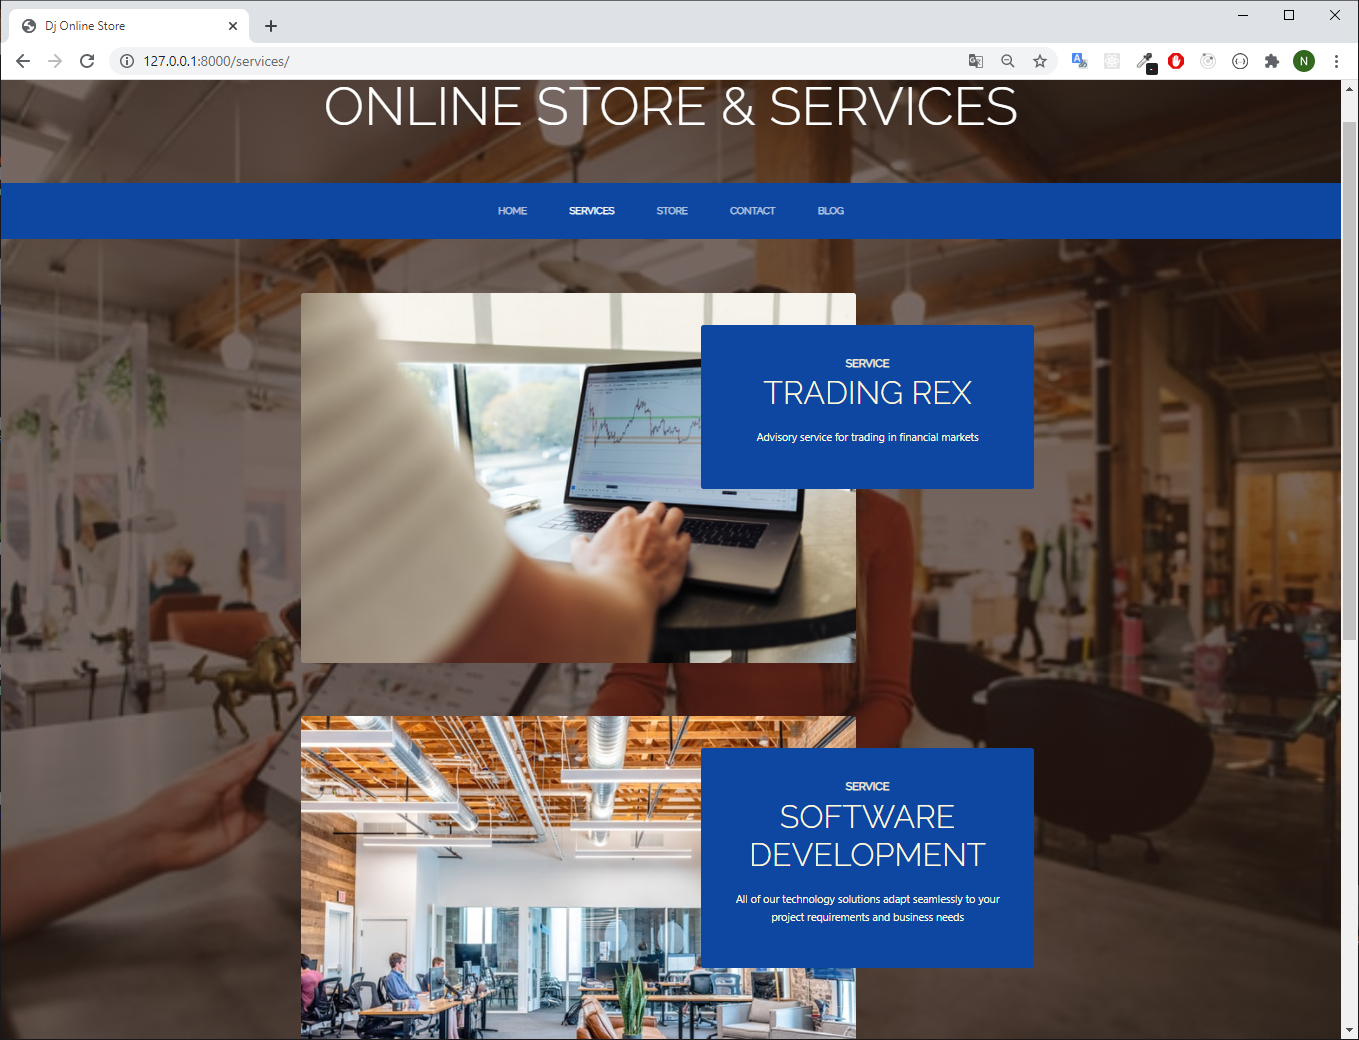 Dj Online Store
127.0.0.1:8000/services/
N
ONLINE STORE & SERVICES
HOME SERVICES STORE CONTACT BLOG
SERVICE
TRADING REX
Advisory service for trading in financial markets
SERVICE
SOFTWARE
DEVELOPMENT
All of our technology solutions adapt seamlessly to your
project requirements and business needs